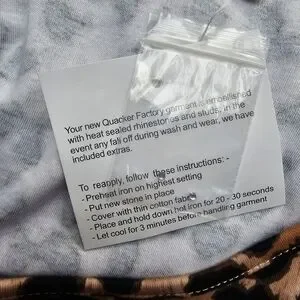 Your new Quacker Factory garment is embellished
with heat sealed rhinestones and studs, in the
event any fall off during wash and wear, we have
included extras.
To reapply, follow these instructions: -
- Preheat iron on highest setting
- Put new stone in place
- Cover with thin cotton fabric
- Place and hold down hot iron for 20 - 30 seconds
- Let cool for 3 minutes before handling garment